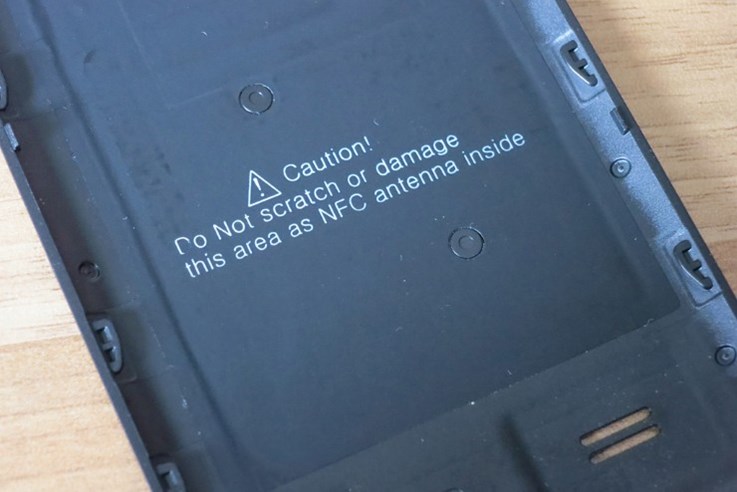 Caution!
Do Not scratch or damage
this area as NFC antenna inside